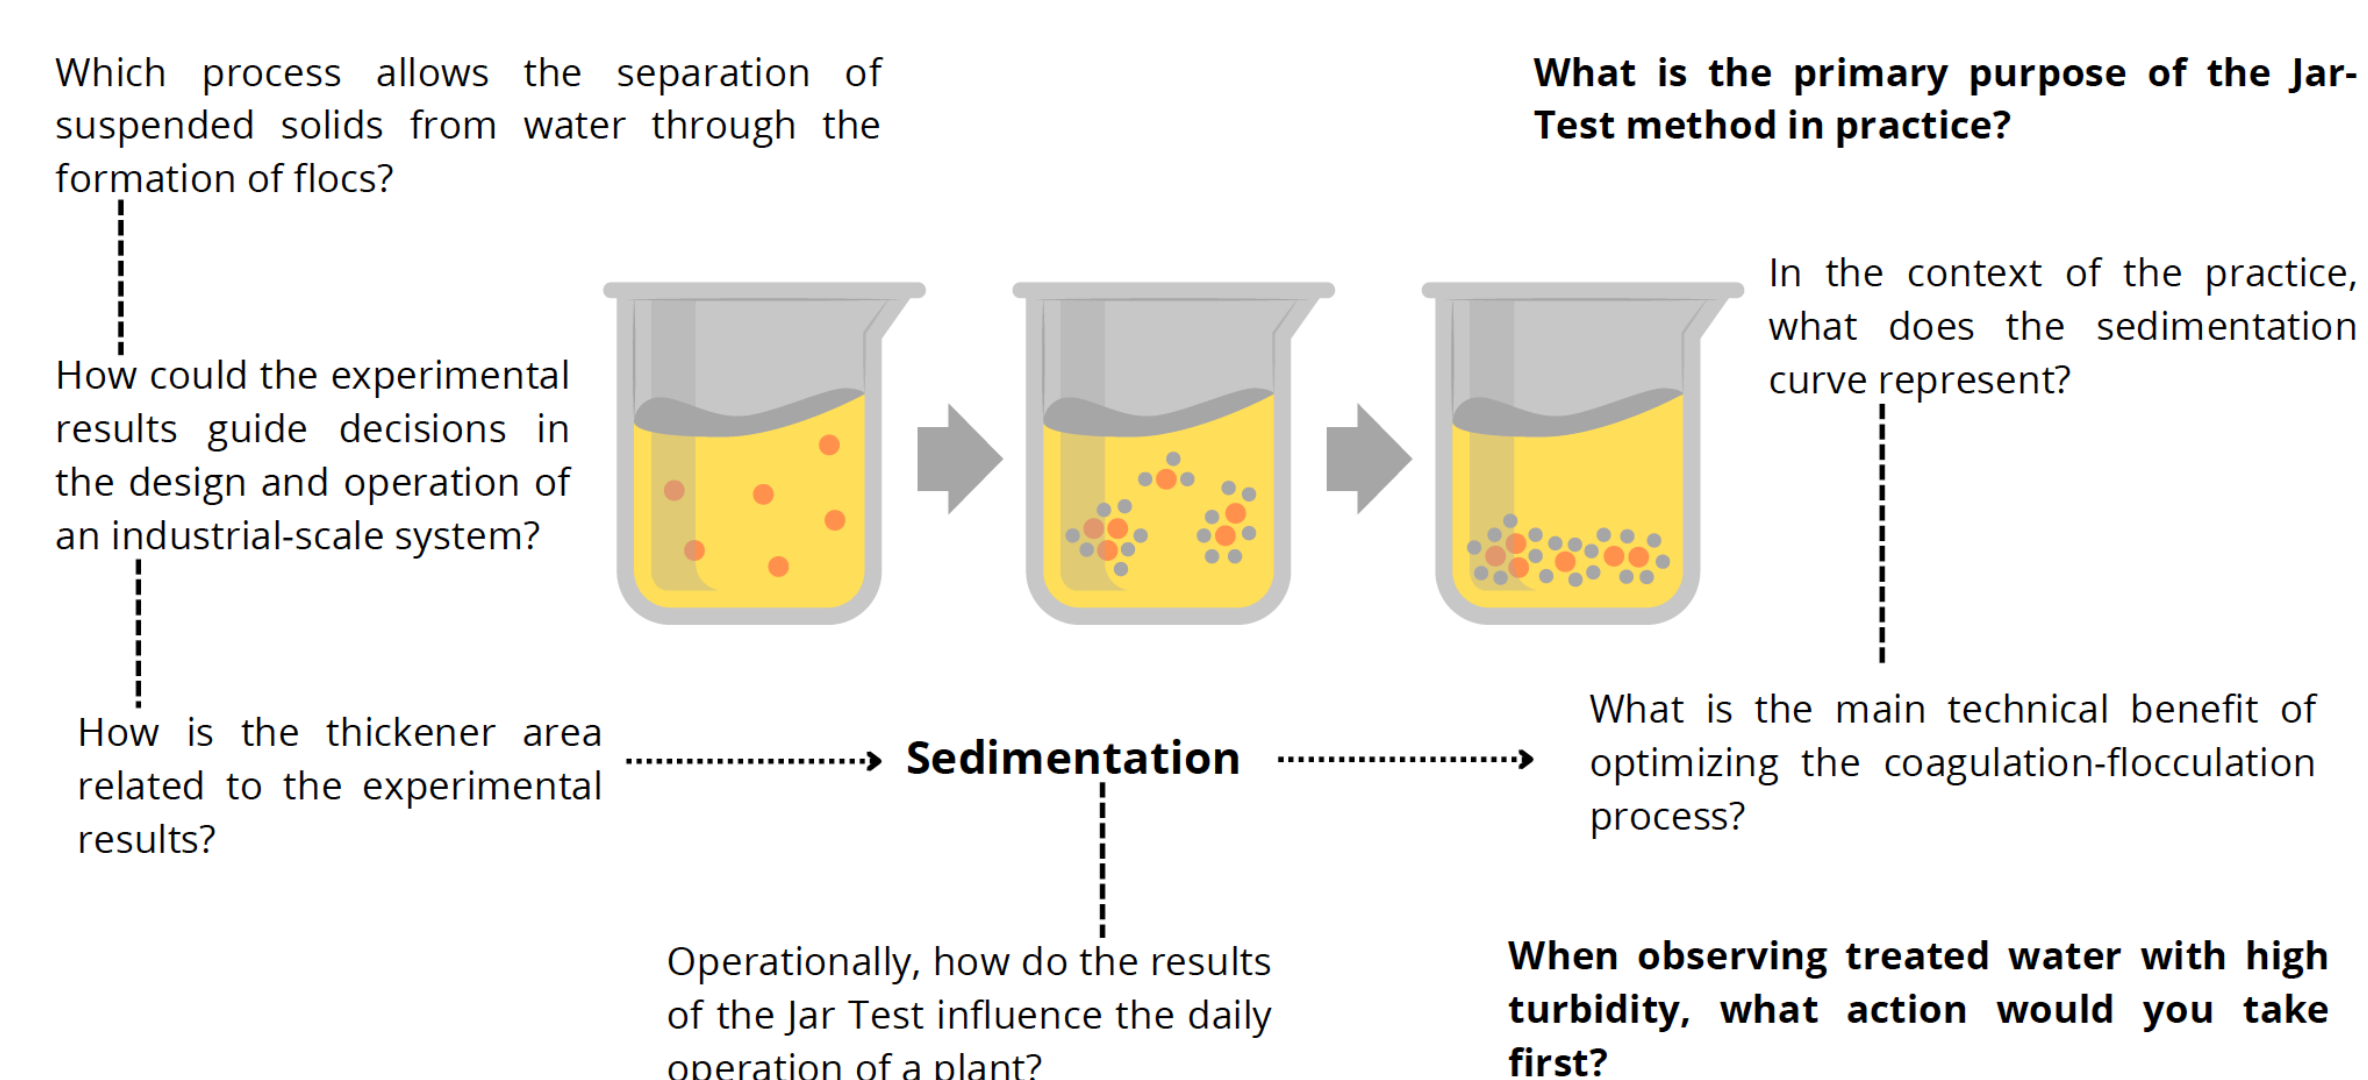 Which process allows the separation of
suspended solids from water through the
formation of flocs?
What is the primary purpose of the Jar-
Test method in practice?
In the context of the practice,
what does the sedimentation
curve represent?
How could the experimental
results guide decisions in
the design and operation of
an industrial-scale system?
How is the thickener area
related to the experimental
results?
Sedimentation
What is the main technical benefit of
optimizing the coagulation-flocculation
process?
Operationally, how do the results
of the Jar Test influence the daily
operation of a plant?
When observing treated water with high
turbidity, what action would you take
first?